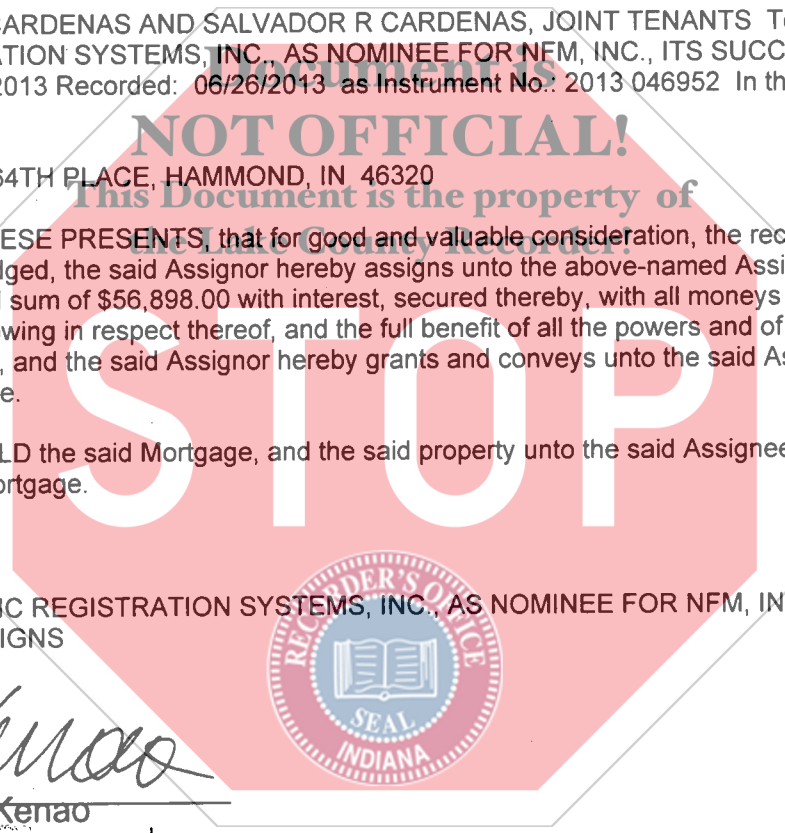 CARDENAS AND SALVADOR R CARDENAS, JOINT TENANTS
ATION SYSTEMS, INC., AS NOMINEE FOR NFM, INC., ITS SUCC
Document is
2013 Recorded: 06/26/2013 as Instrument No.: 2013 046952 In th
NOT OFFICIAL!
64TH PLACE, HAMMOND, IN 46320
This Document is the property of
ESE PRESENTS, that for good and valuable consideration, the rec
the Lake County Recorder!
dged, the said Assignor hereby assigns unto the above-named Assi
sum of $56,898.00 with interest, secured thereby, with all moneys
wing in respect thereof, and the full benefit of all the powers and of
, and the said Assignor hereby grants and conveys unto the said As
e.
STOP
LD the said Mortgage, and the said property unto the said Assignee
ortgage.
IC REGISTRATION SYSTEMS, INC., AS NOMINEE FOR NFM, IN
IGNS
RECORDER'S OFFICE
SEAL
INDIANA
Kenao